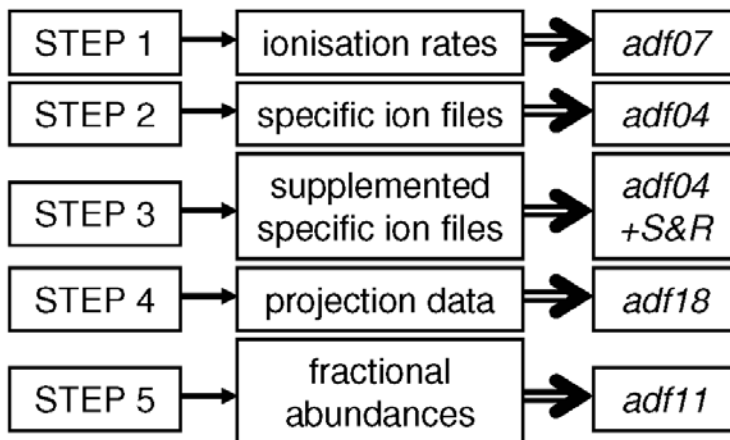 STEP 1 ionisation rates adf07
STEP 2 specific ion files adf04
STEP 3 supplemented specific ion files adf04 +S&R
STEP 4 projection data adf18
STEP 5 fractional abundances adf11